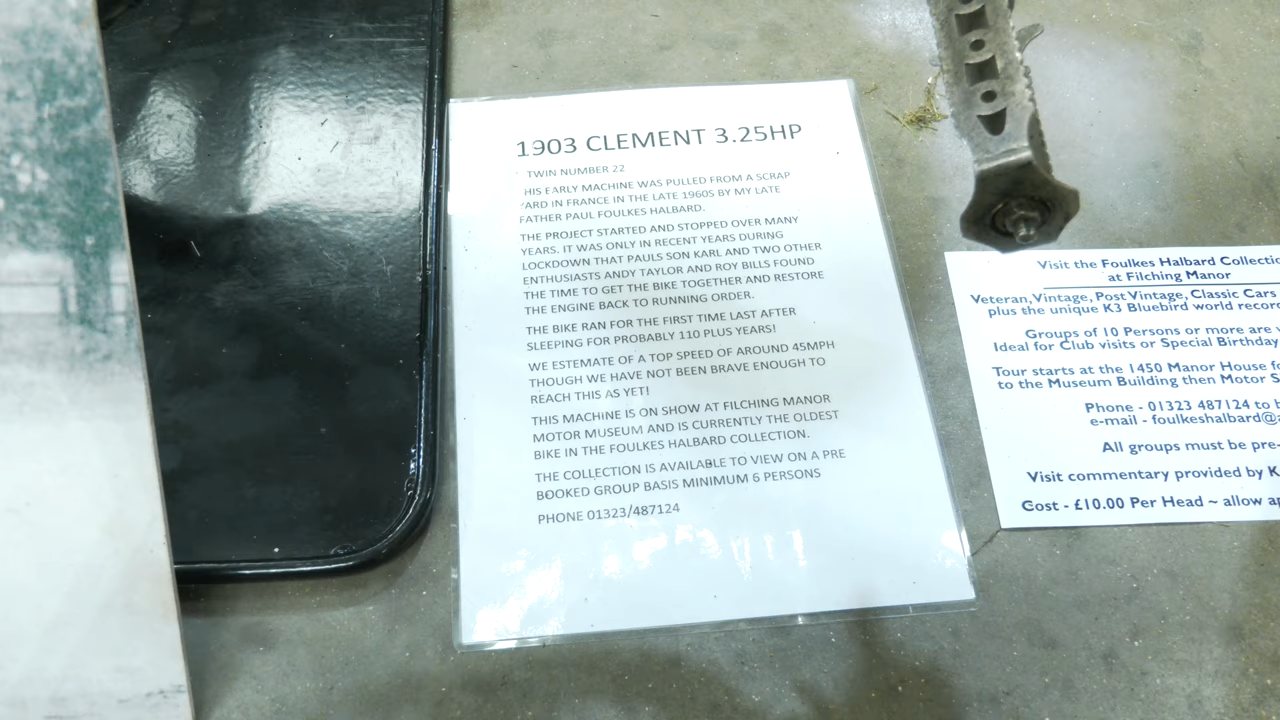 1903 CLEMENT 3.25HP
TWIN NUMBER 22
HIS EARLY MACHINE WAS PULLED FROM A SCRAP
YARD IN FRANCE IN THE LATE 1960S BY MY LATE
FATHER PAUL FOULKES HALBARD.
THE PROJECT STARTED AND STOPPED OVER MANY
YEARS. IT WAS ONLY IN RECENT YEARS DURING
LOCKDOWN THAT PAULS SON KARL AND TWO OTHER
ENTHUSIASTS ANDY TAYLOR AND ROY BILLS FOUND
THE TIME TO GET THE BIKE TOGETHER AND RESTORE
THE ENGINE BACK TO RUNNING ORDER.
THE BIKE RAN FOR THE FIRST TIME LAST AFTER
SLEEPING FOR PROBABLY 110 PLUS YEARS!
WE ESTEMATE OF A TOP SPEED OF AROUND 45MPH
THOUGH WE HAVE NOT BEEN BRAVE ENOUGH TO
REACH THIS AS YET!
THIS MACHINE IS ON SHOW AT FILCHING MANOR
MOTOR MUSEUM AND IS CURRENTLY THE OLDEST
BIKE IN THE FOULKES HALBARD COLLECTION.
THE COLLECTION IS AVAILABLE TO VIEW ON A PRE
BOOKED GROUP BASIS MINIMUM 6 PERSONS
PHONE 01323/487124
Visit the Foulkes Halbard Collectio
at Filching Manor
Veteran, Vintage, Post Vintage, Classic Cars
plus the unique K3 Bluebird world recor
Groups of 10 Persons or more are
Ideal for Club visits or Special Birthday
Tour starts at the 1450 Manor House
to the Museum Building then Motor
Phone - 01323 487124 to
e-mail - foulkeshalbard@
All groups must be pre-
Visit commentary provided by K
Cost - £10.00 Per Head ~ allow